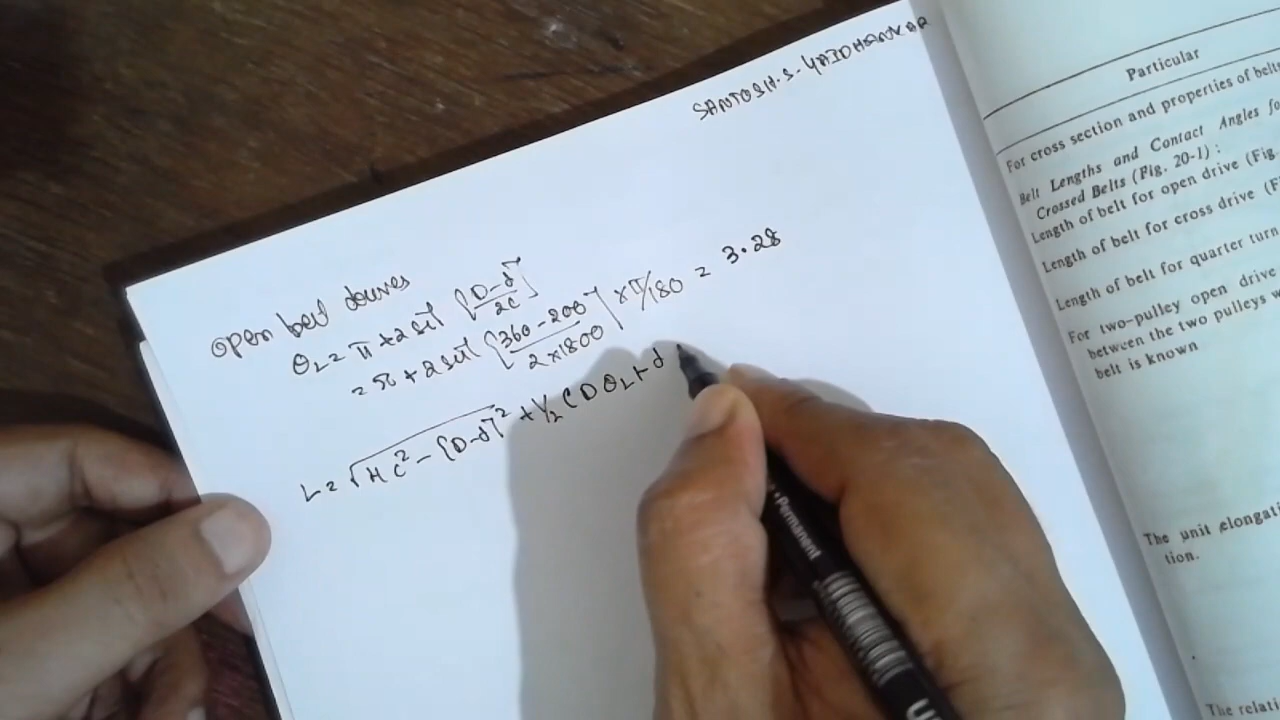 SANTOSH.S.
open belt
θL = π + 2 sin⁻¹ [D-d/2C]
= π + 2 sin⁻¹ [360-200/2×1800] × π/180 = 3.28
L = √4C² - [D-d]² + 1/2 (DθL + d
Permanent
Particular
For cross section and properties of belts
Belt Lengths and Contact Angles fo
Crossed Belts (Fig. 20-1) :
Length of belt for open drive (Fig.
Length of belt for cross drive (F
Length of belt for quarter turn
For two-pulley open drive
between the two pulleys w
belt is known
The unit elongati
tion.
The relati